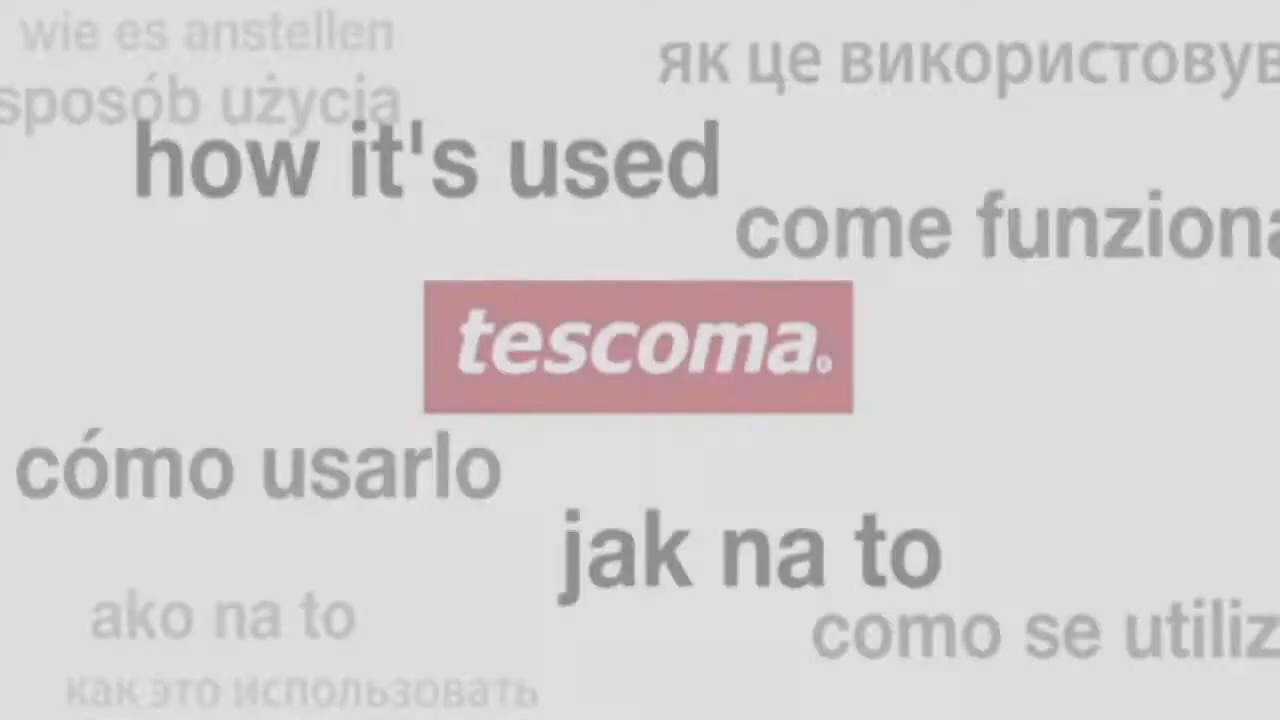 wie es anstellen
як це використовув
sposób użycia
how it's used
come funziona
tescoma®
cómo usarlo
jak na to
ako na to
como se utiliz
как это использовать